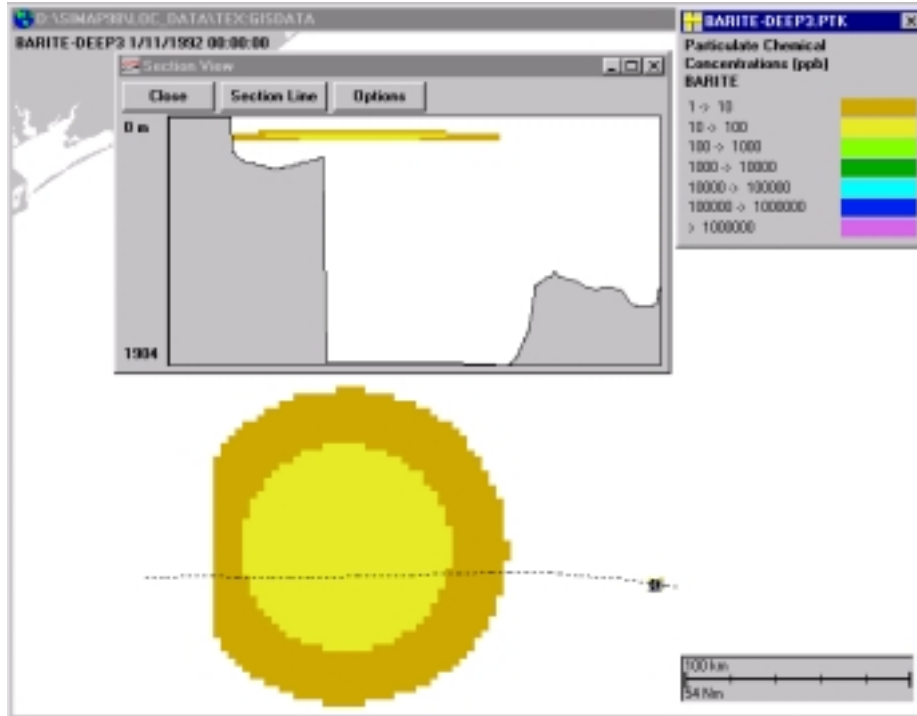 D:\SIMAP98\LOC_DATA\TEX:GISDATA
BARITE-DEEP3 1/11/1992 00:00:00
Section View
Close
Section Line
Options
0 m
1904
BARITE-DEEP3.PTK
Particulate Chemical
Concentrations (ppb)
BARITE
1 -> 10
10 -> 100
100 -> 1000
1000 -> 10000
10000 -> 100000
100000 -> 1000000
> 1000000
100 km
54 Nm